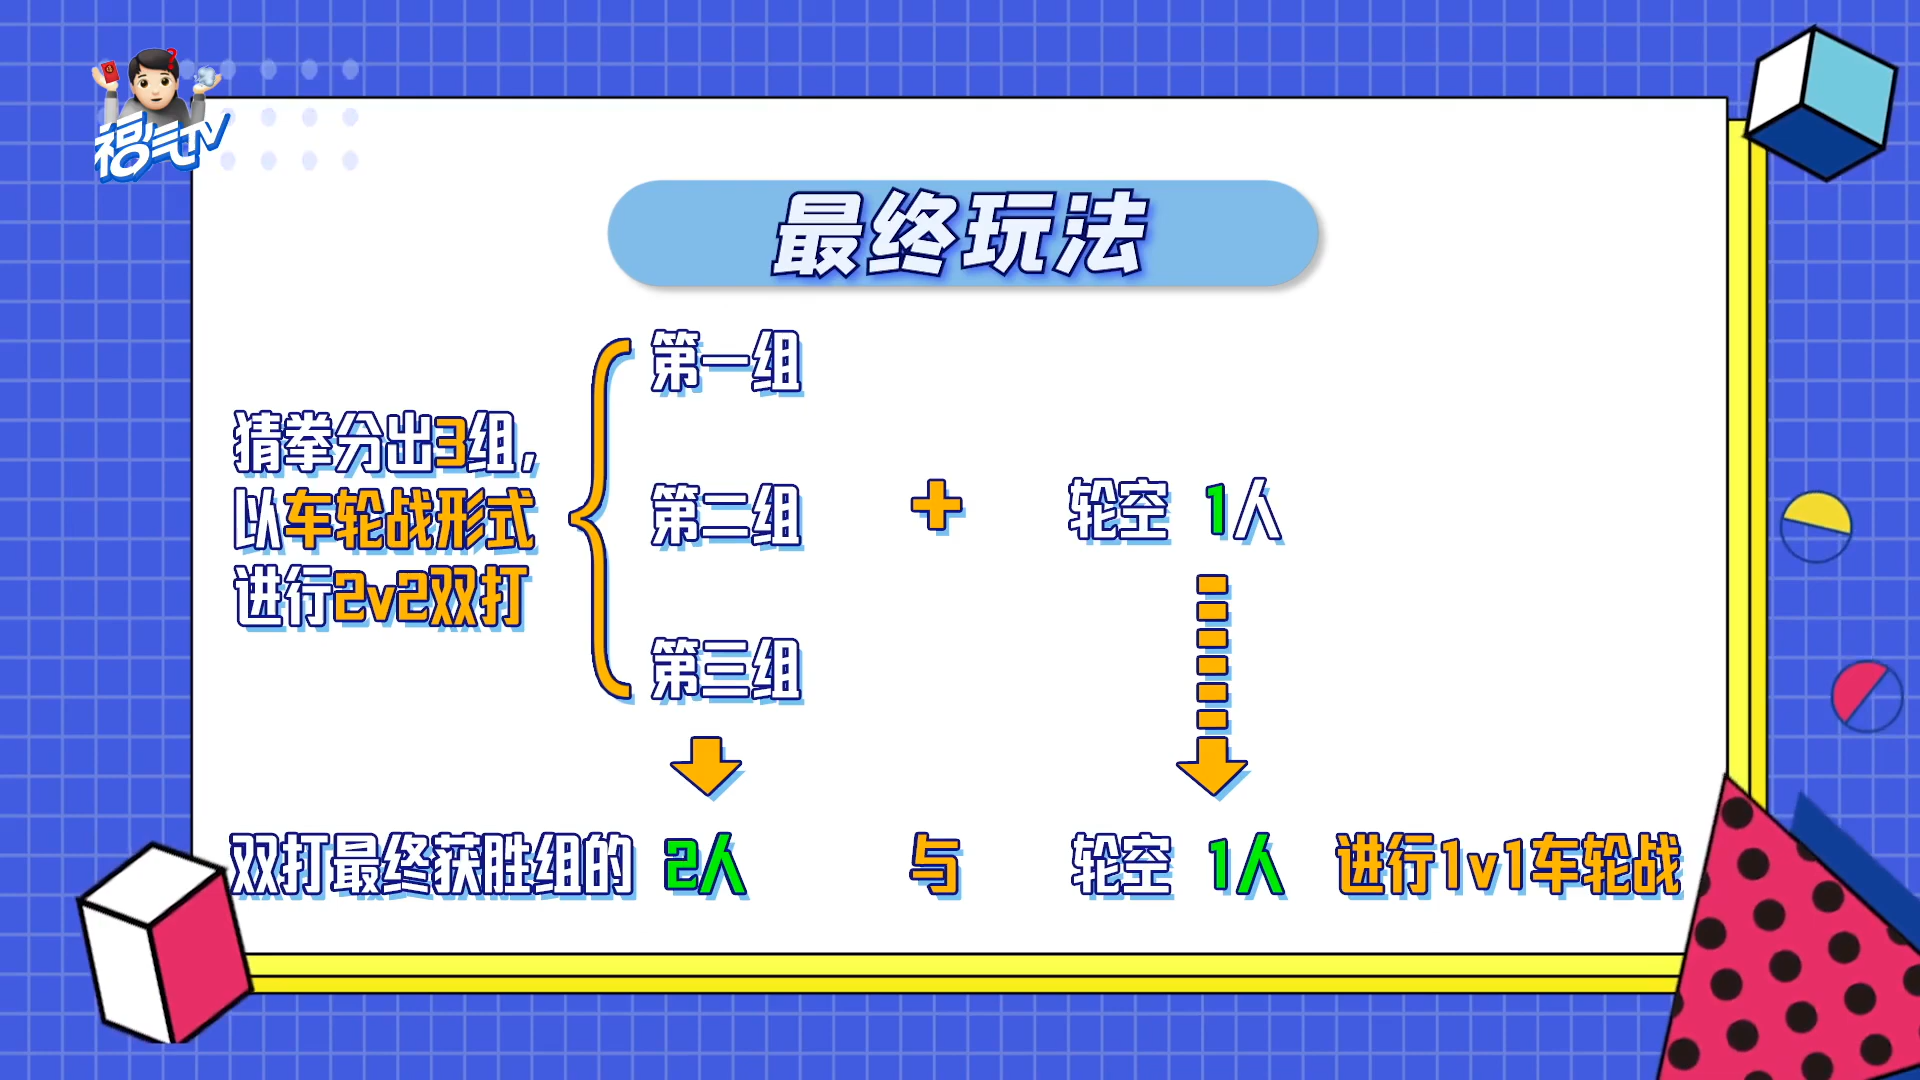 福气TV
最终玩法
猜拳分出3组,
以车轮战形式
进行2v2双打
第一组
第二组
第三组
+
轮空 1人
双打最终获胜组的 2人 与 轮空 1人 进行1v1车轮战